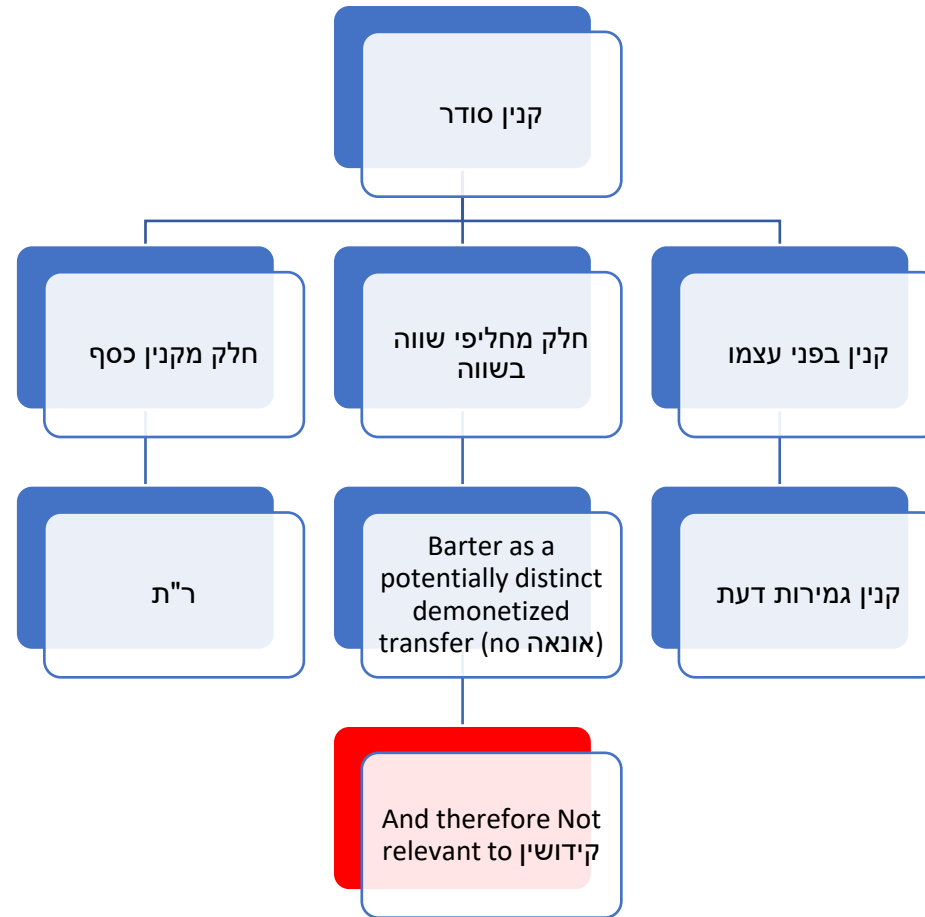 קנין סודר
קנין בפני עצמו
חלק מחליפי שווה
בשווה
חלק מקנין כסף
קנין גמירות דעת
Barter as a
potentially distinct
demonetized
transfer (no אונאה)
ר"ת
And therefore Not
relevant to קידושין